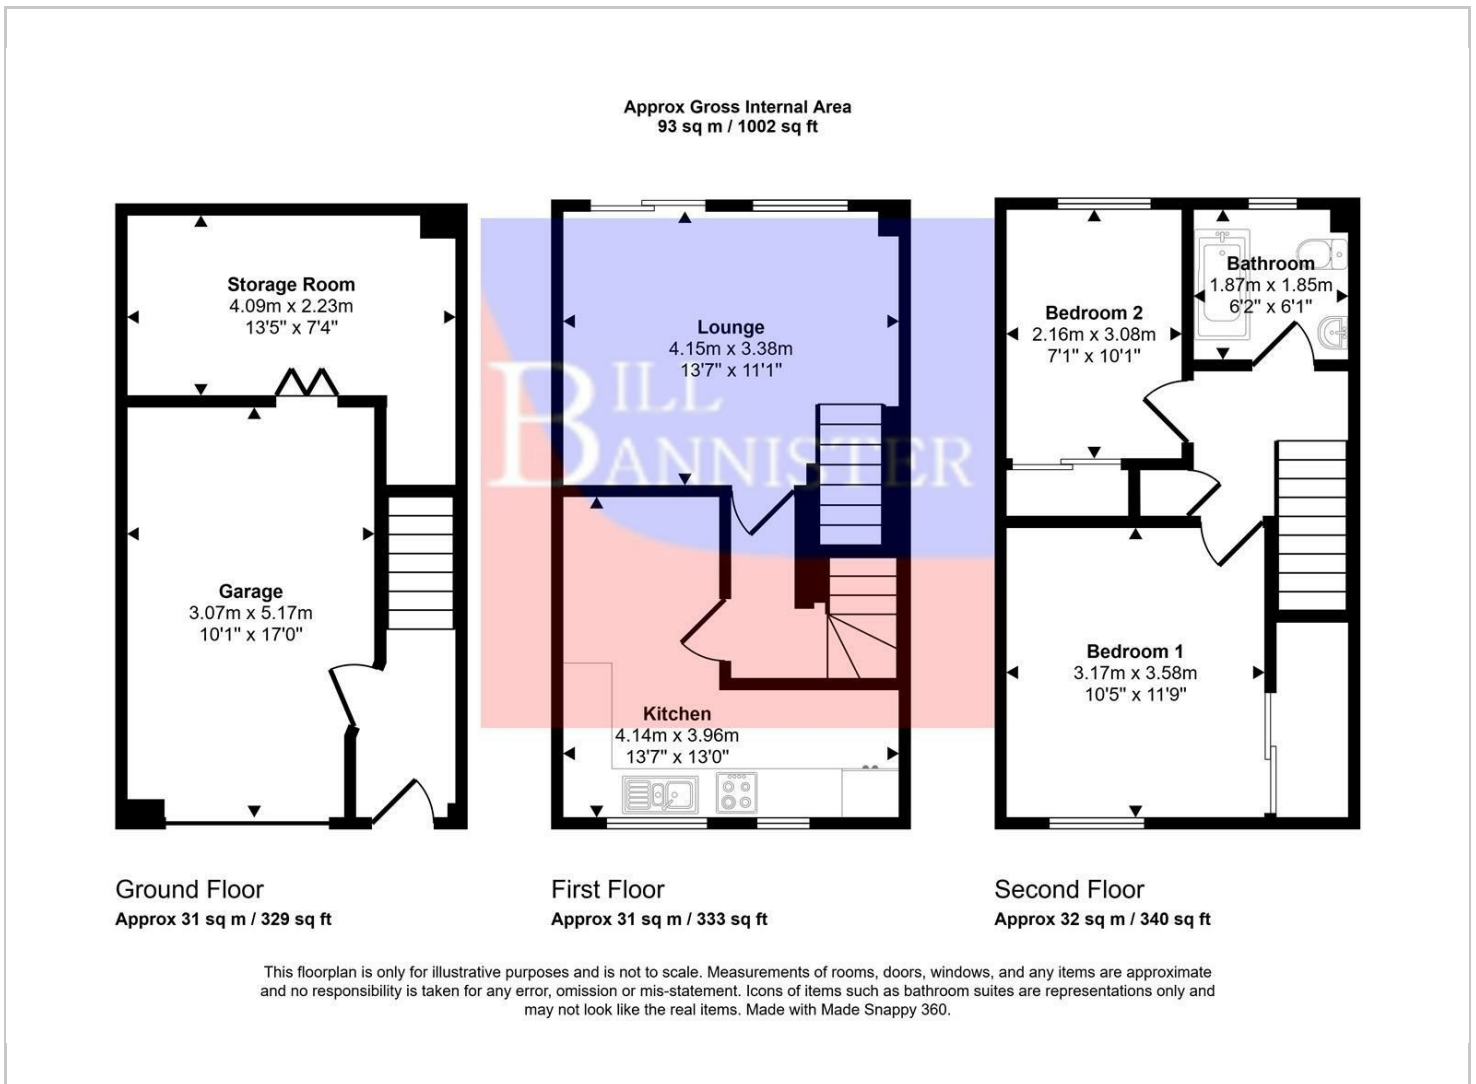 Approx Gross Internal Area
93 sq m / 1002 sq ft
Storage Room
4.09m x 2.23m
13'5" x 7'4"
Garage
3.07m x 5.17m
10'1" x 17'0"
Lounge
4.15m x 3.38m
13'7" x 11'1"
BILL
BANNISTER
Kitchen
4.14m x 3.96m
13'7" x 13'0"
Bedroom 2
2.16m x 3.08m
7'1" x 10'1"
Bathroom
1.87m x 1.85m
6'2" x 6'1"
Bedroom 1
3.17m x 3.58m
10'5" x 11'9"
Ground Floor
Approx 31 sq m / 329 sq ft
First Floor
Approx 31 sq m / 333 sq ft
Second Floor
Approx 32 sq m / 340 sq ft
This floorplan is only for illustrative purposes and is not to scale. Measurements of rooms, doors, windows, and any items are approximate
and no responsibility is taken for any error, omission or mis-statement. Icons of items such as bathroom suites are representations only and
may not look like the real items. Made with Made Snappy 360.